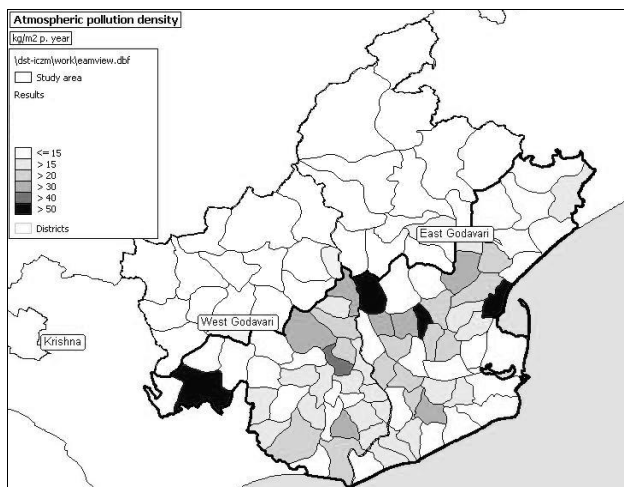 Atmospheric pollution density
kg/m2 p. year
\dst-iczm\work\eamview.dbf
Study area
Results
<= 15
> 15
> 20
> 30
> 40
> 50
Districts
East Godavari
West Godavari
Krishna